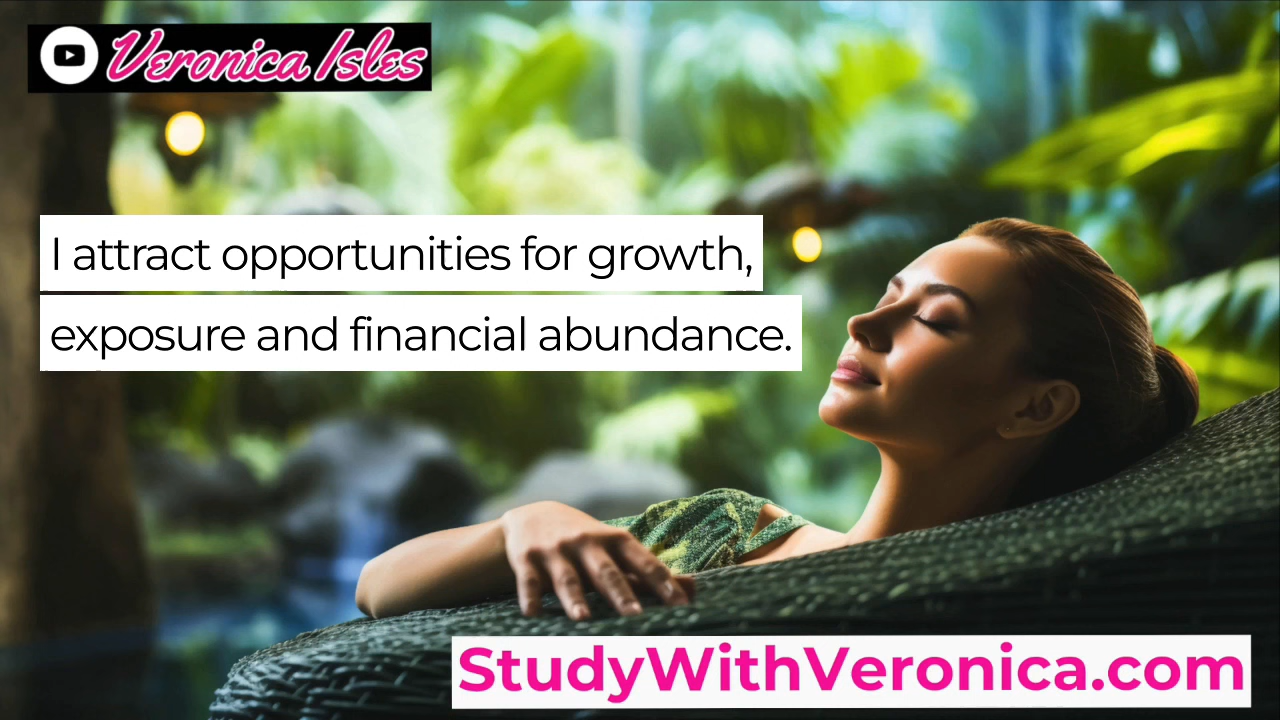 Veronica Isles
I attract opportunities for growth,
exposure and financial abundance.
StudyWithVeronica.com